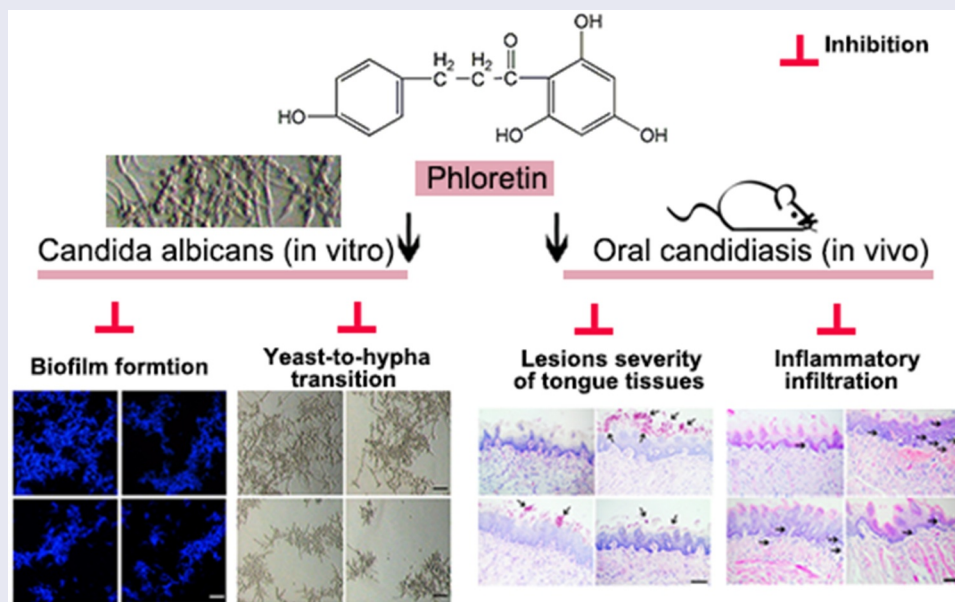 OH
Inhibition
O
H₂ H₂
C C C
HO
HO OH
Phloretin
Candida albicans (in vitro)
Oral candidiasis (in vivo)
Biofilm formtion
Yeast-to-hypha
transition
Lesions severity
of tongue tissues
Inflammatory
infiltration